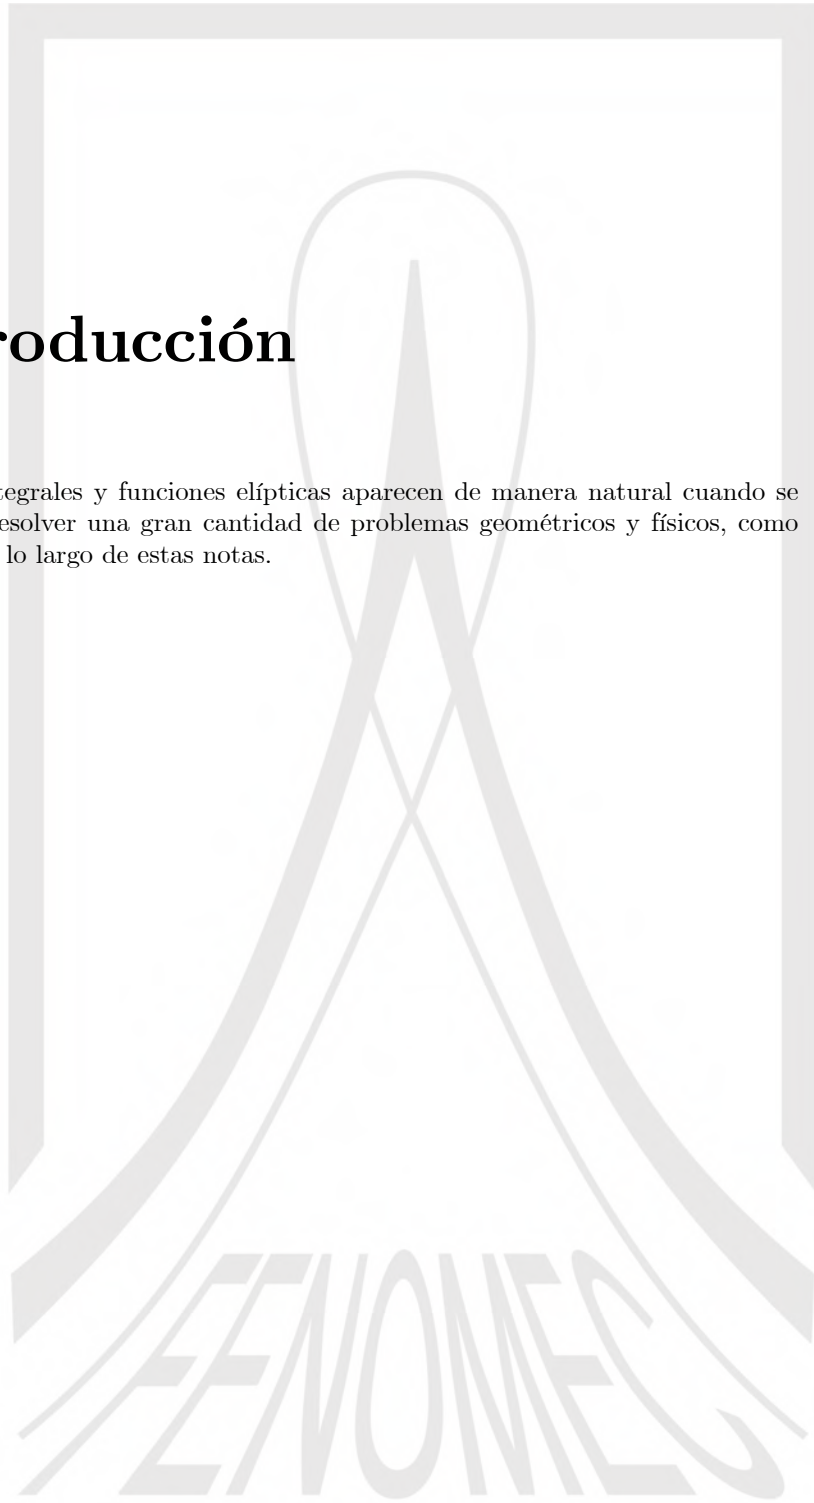 roducción
tegrales y funciones elípticas aparecen de manera natural cuando se
esolver una gran cantidad de problemas geométricos y físicos, como
lo largo de estas notas.
FENOMEC